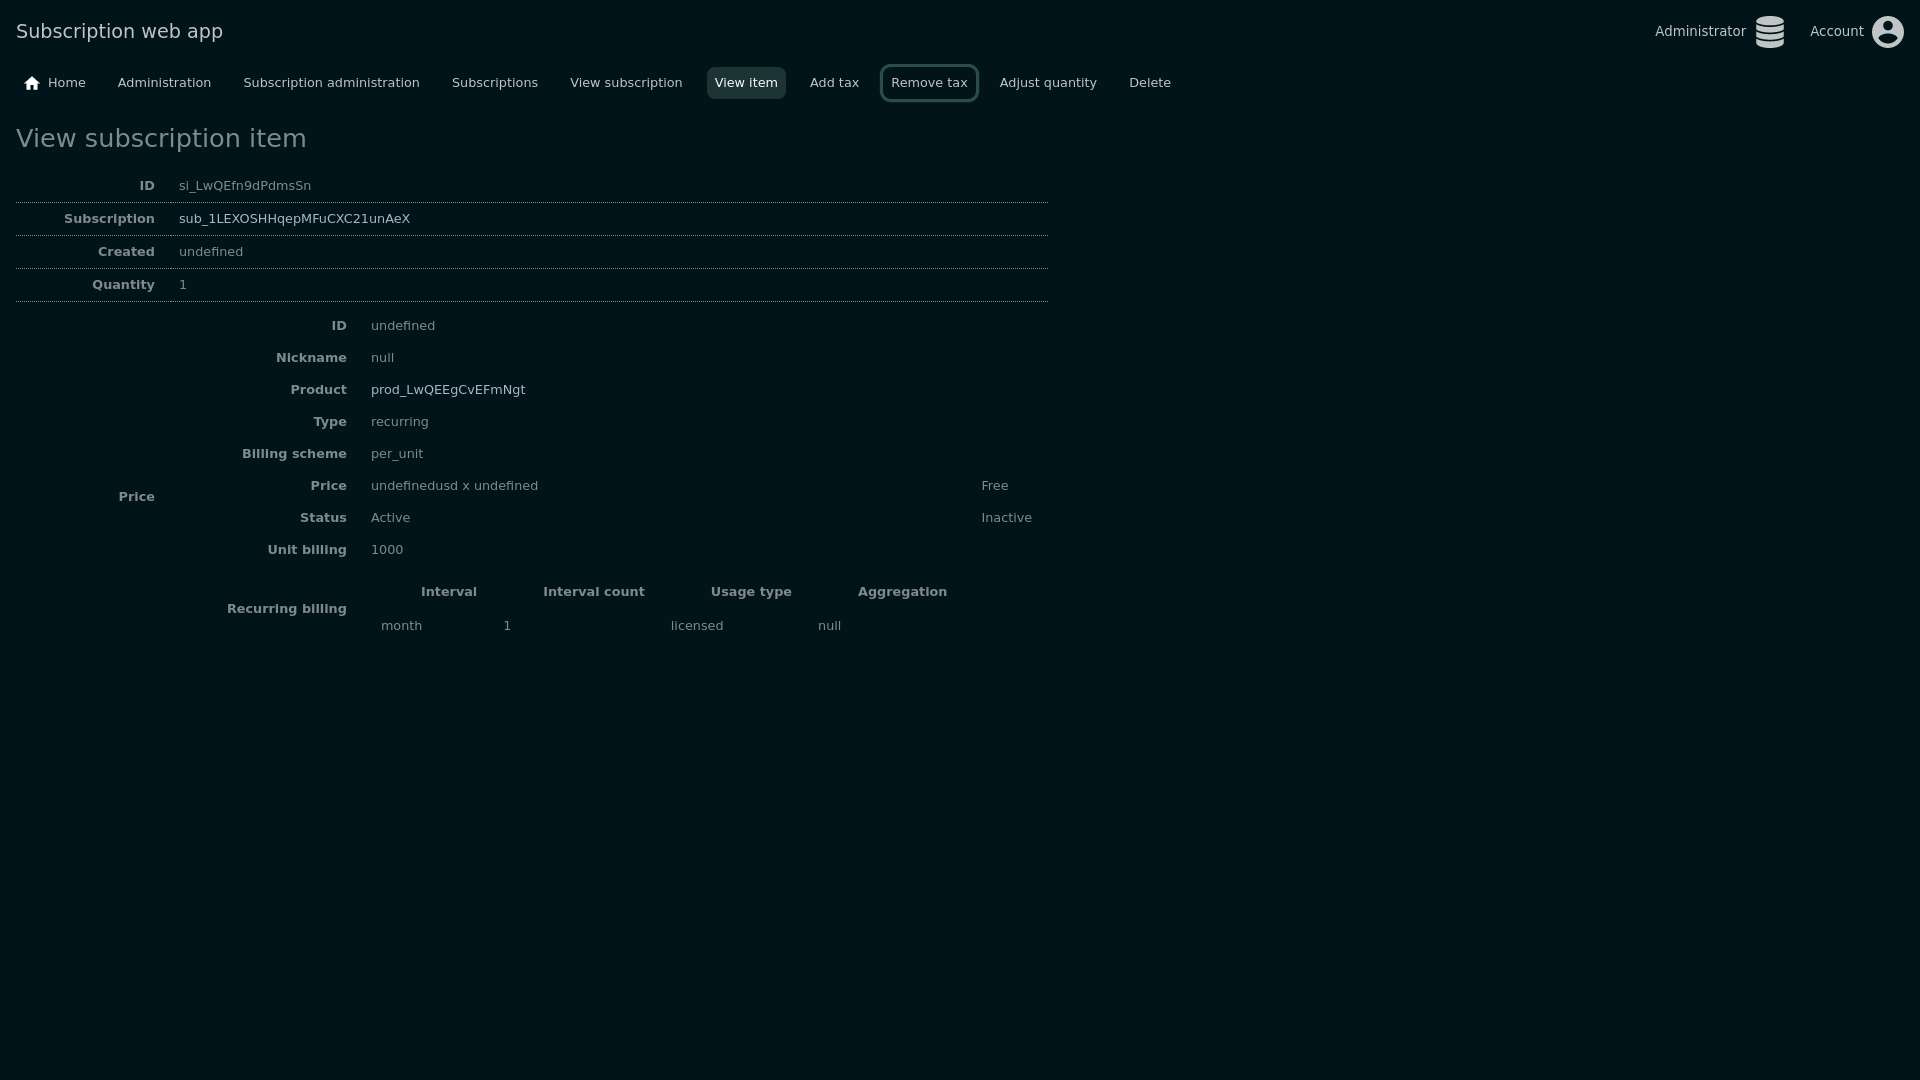 Subscription web app
Administrator
Account
Home Administration Subscription administration Subscriptions View subscription View item Add tax Remove tax Adjust quantity Delete
View subscription item
ID si_LwQEfn9dPdmsSn
Subscription sub_1LEXOSHHqepMFuCXC21unAeX
Created undefined
Quantity 1
Price
ID undefined
Nickname null
Product prod_LwQEEgCvEFmNgt
Type recurring
Billing scheme per_unit
Price undefinedusd x undefined Free
Status Active Inactive
Unit billing 1000
Recurring billing
Interval Interval count Usage type Aggregation
month 1 licensed null